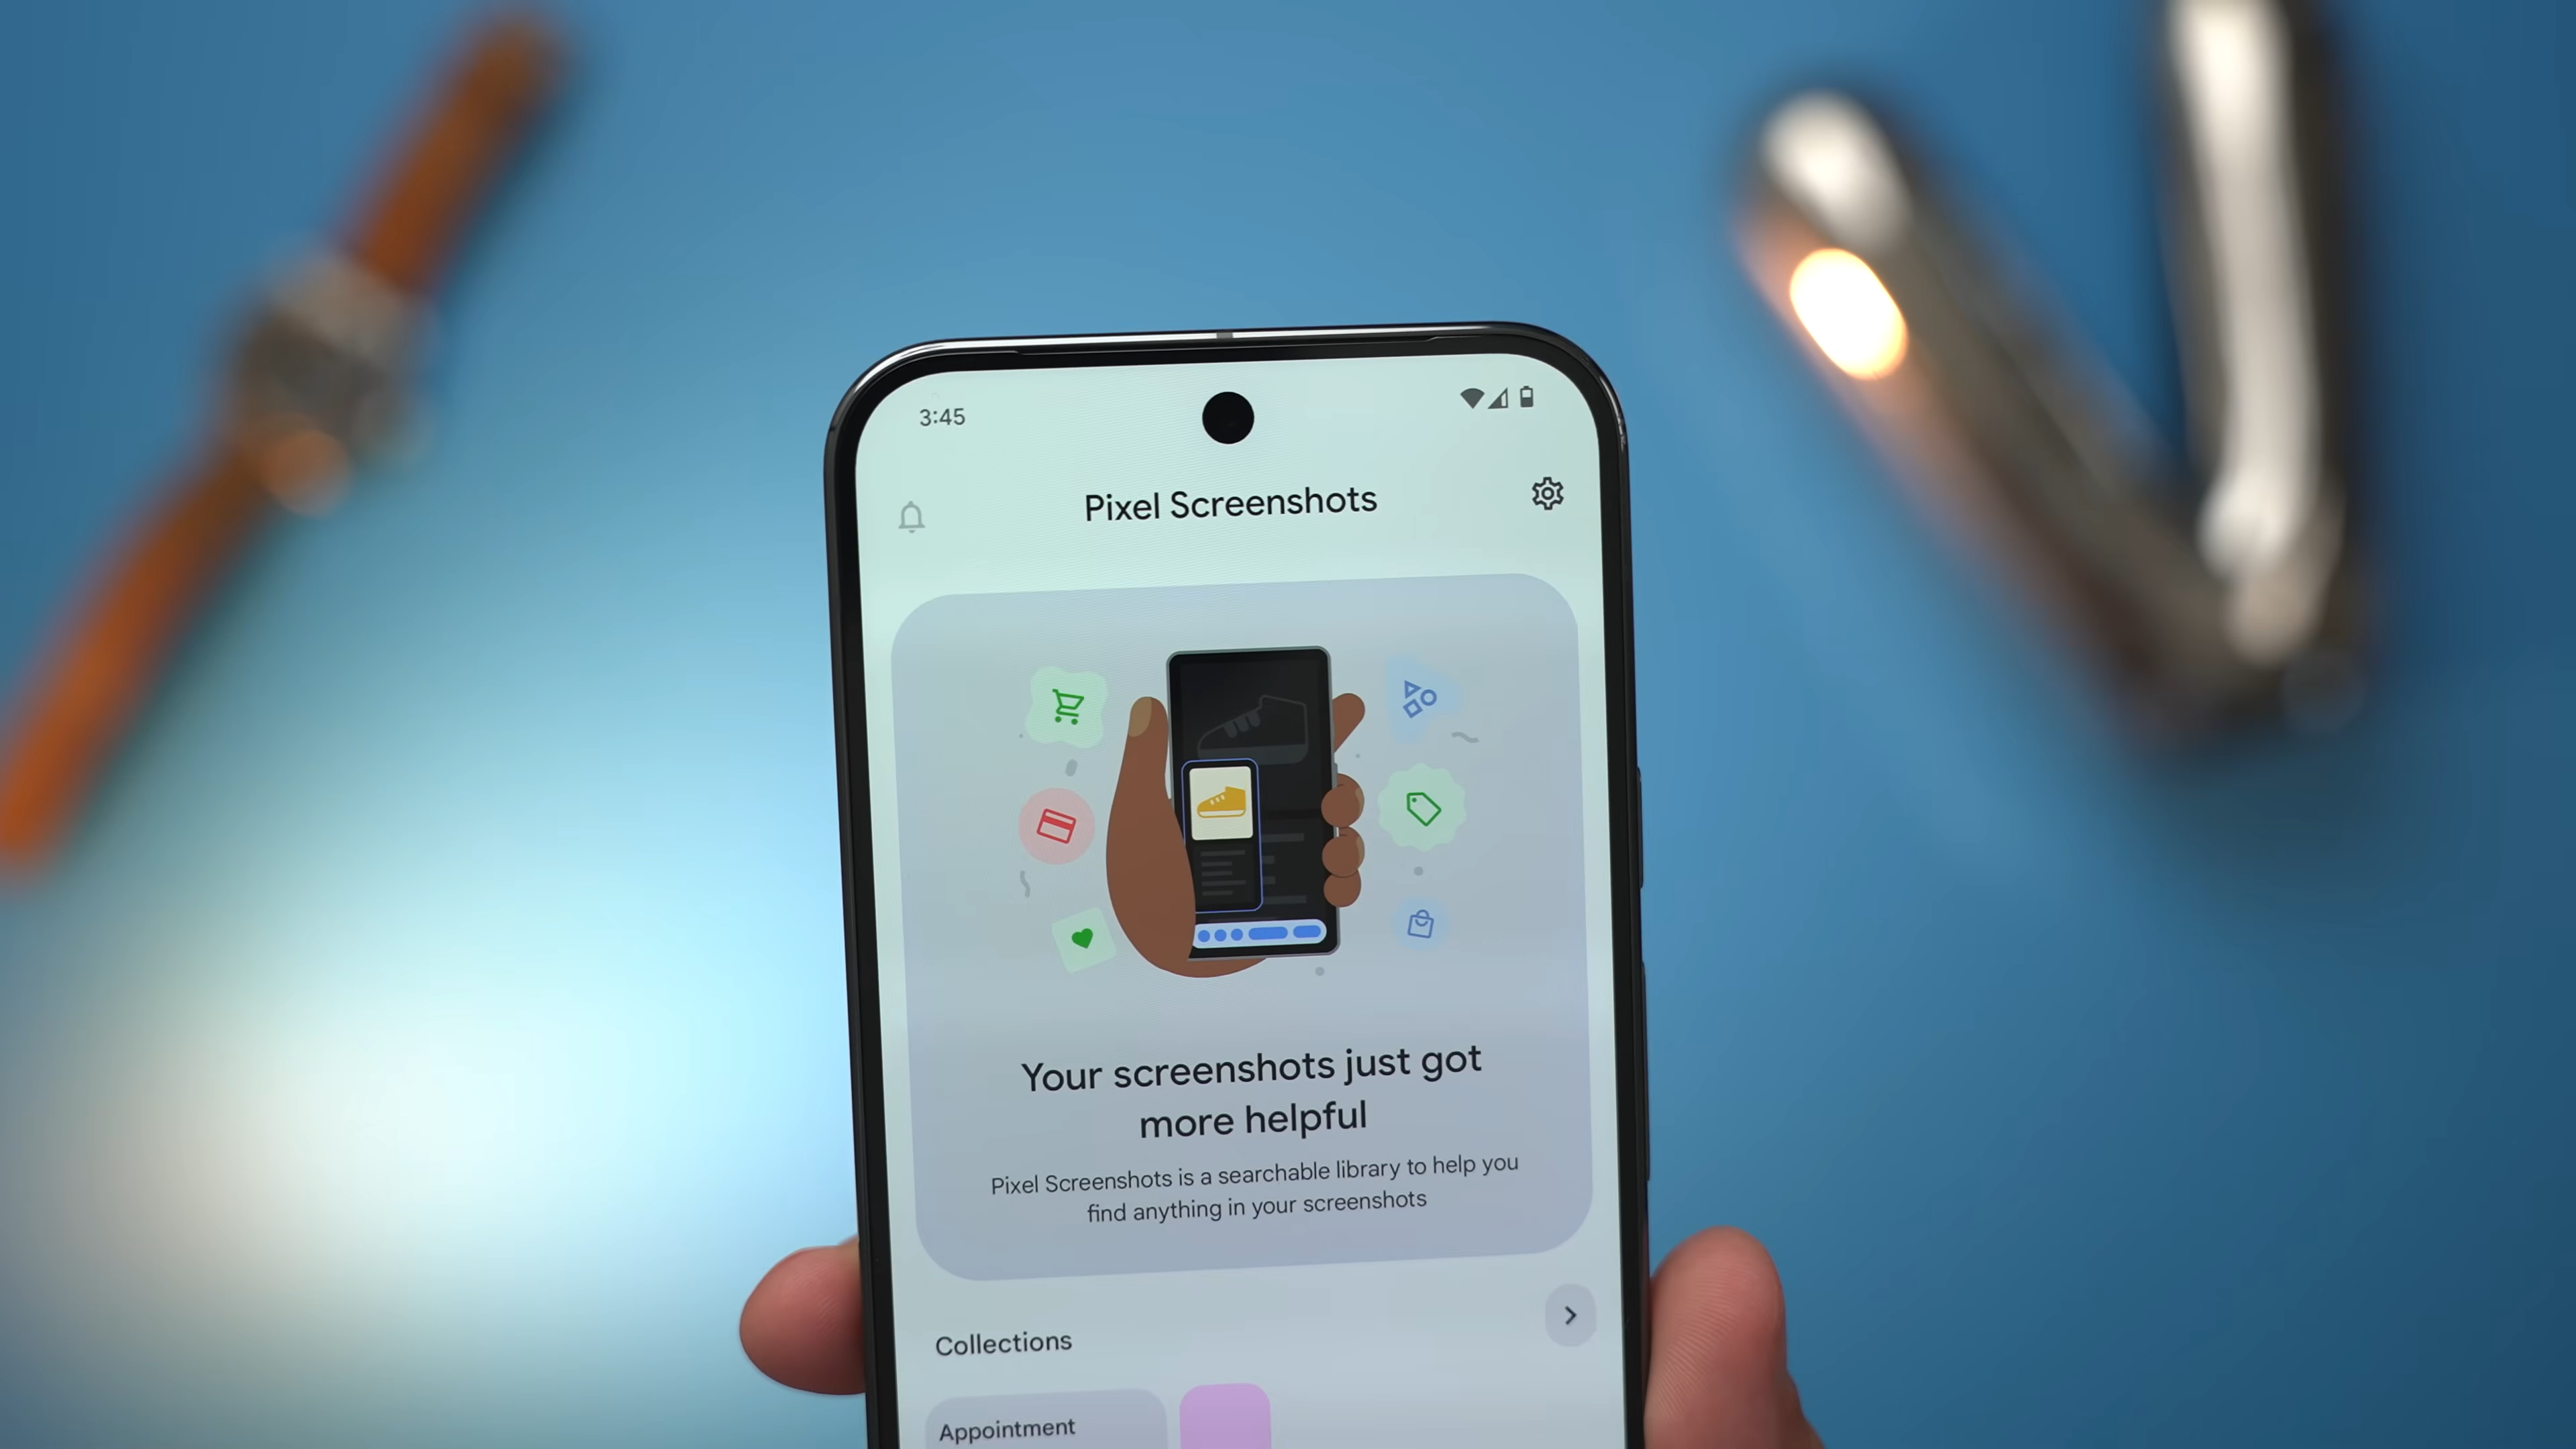 3:45
Pixel Screenshots
Your screenshots just got
more helpful
Pixel Screenshots is a searchable library to help you
find anything in your screenshots
Collections
Appointment